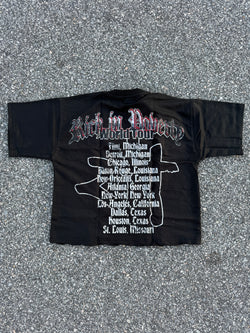 Rich in Poverty
WORLD TOUR
Flint, Michigan
Detroit, Michigan
Chicago, Illinois
Baton Rouge, Louisiana
New Orleans, Louisiana
Atlanta, Georgia
New York, New York
Los Angeles, California
Dallas, Texas
Houston, Texas
St. Louis, Missouri